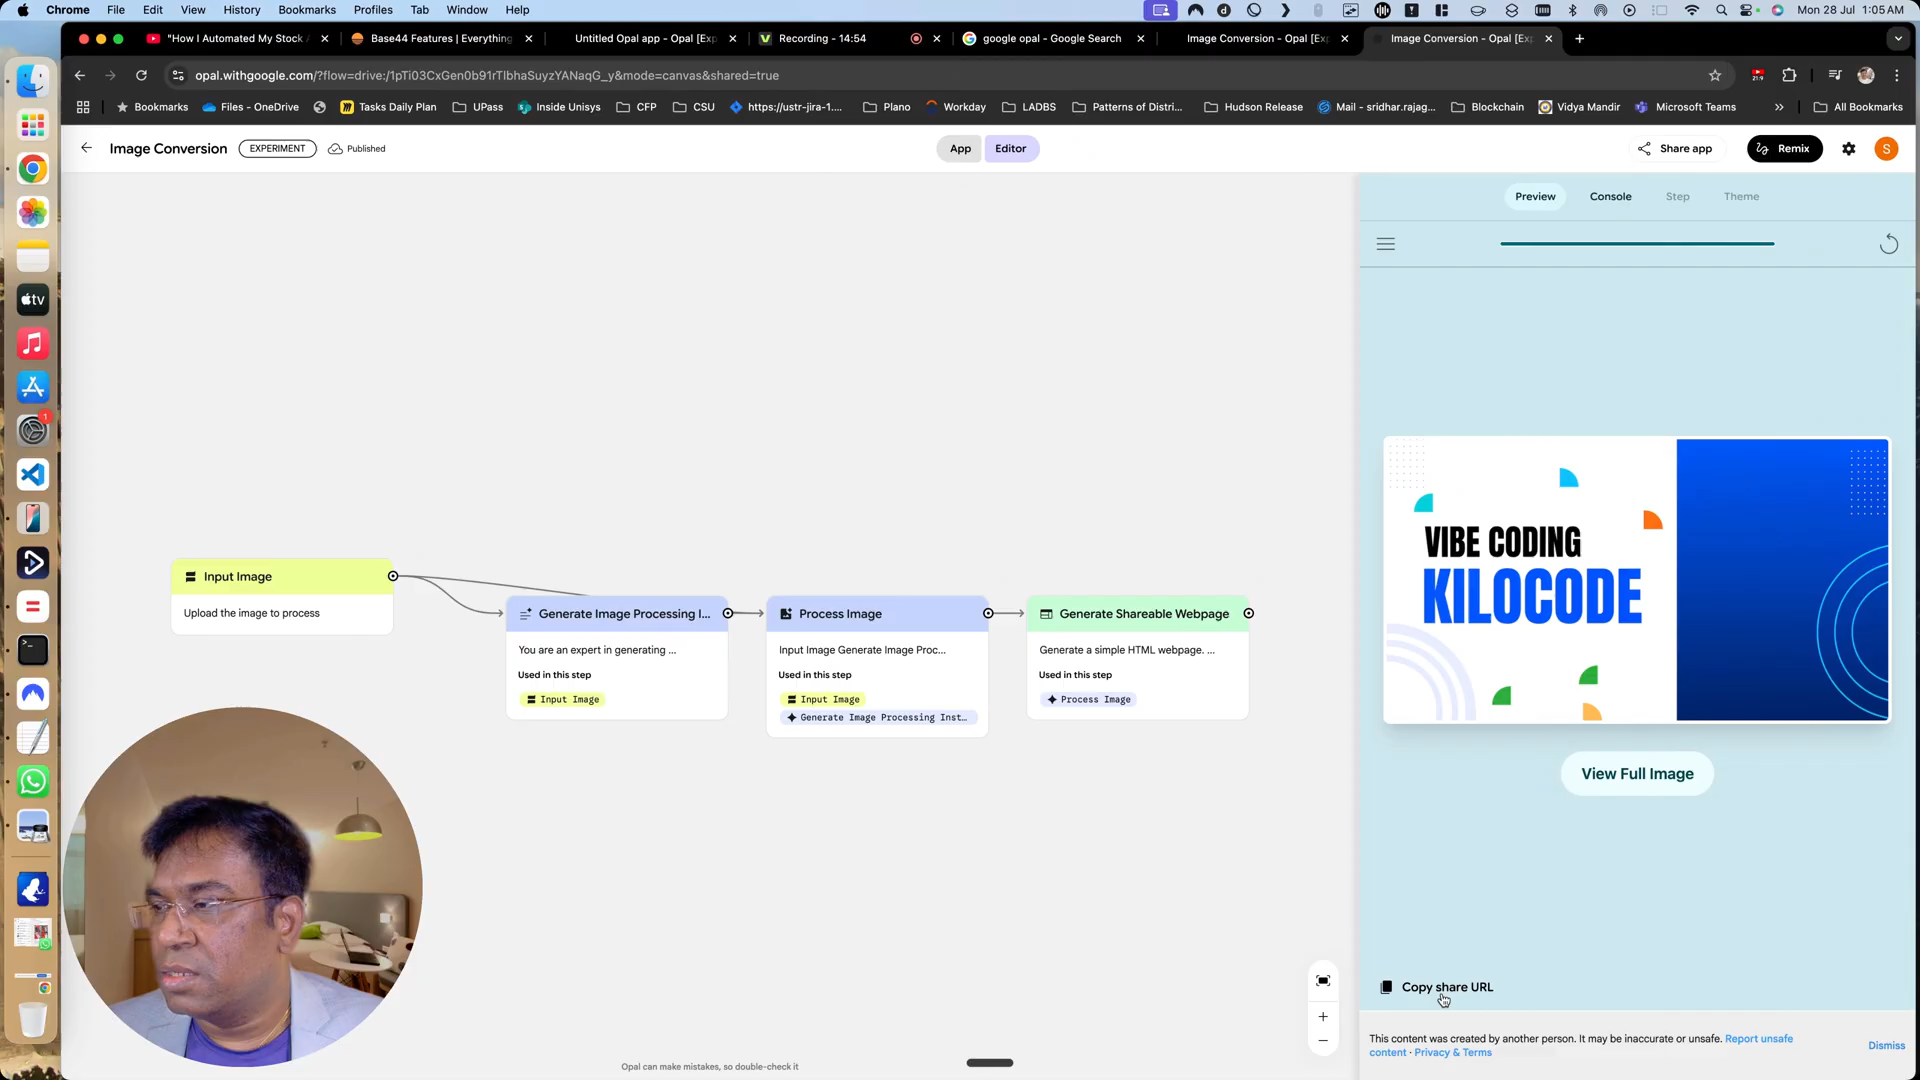 Chrome File Edit View History Bookmarks Profiles Tab Window Help
Mon 28 Jul 1:05 AM
"How I Automated My Stock
Base44 Features | Everything
Untitled Opal app - Opal [Exp
Recording - 14:54
google opal - Google Search
Image Conversion - Opal [Exp
Image Conversion - Opal [Exp
opal.withgoogle.com/?flow=drive:/1pTi03CxGen0b91rTlbhaSuyzYANaqG_y&mode=canvas&shared=true
Bookmarks
Files - OneDrive
Tasks Daily Plan
UPass
Inside Unisys
CFP
CSU
https://ustr-jira-1....
Plano
Workday
LADBS
Patterns of Distri...
Hudson Release
Mail - sridhar.rajag...
Blockchain
Vidya Mandir
Microsoft Teams
All Bookmarks
Image Conversion
EXPERIMENT
Published
App
Editor
Share app
Remix
S
Preview
Console
Step
Theme
Input Image
Upload the image to process
Generate Image Processing I...
You are an expert in generating ...
Used in this step
Input Image
Process Image
Input Image Generate Image Proc...
Used in this step
Input Image
Generate Image Processing Inst...
Generate Shareable Webpage
Generate a simple HTML webpage. ...
Used in this step
Process Image
VIBE CODING
KILOCODE
View Full Image
Copy share URL
This content was created by another person. It may be inaccurate or unsafe. Report unsafe
content · Privacy & Terms
Dismiss
Opal can make mistakes, so double-check it
tv
1